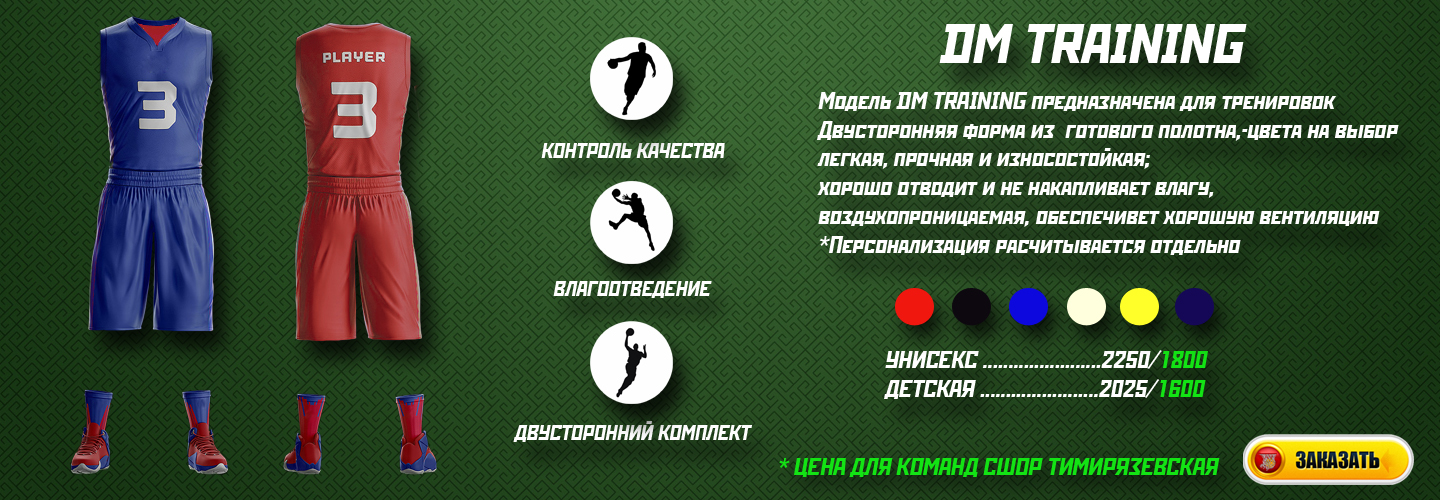 3
PLAYER
3
КОНТРОЛЬ КАЧЕСТВА
ВЛАГООТВЕДЕНИЕ
ДВУСТОРОННИЙ КОМПЛЕКТ
DM TRAINING
Модель DM TRAINING предназначена для тренировок
Двусторонняя форма из готового полотна,-цвета на выбор
легкая, прочная и износостойкая;
хорошо отводит и не накапливает влагу,
воздухопроницаемая, обеспечивет хорошую вентиляцию
*Персонализация расчитывается отдельно
УНИСЕКС .......................2250/1800
ДЕТСКАЯ .......................2025/1600
* ЦЕНА ДЛЯ КОМАНД СШОР ТИМИРЯЗЕВСКАЯ
ЗАКАЗАТЬ